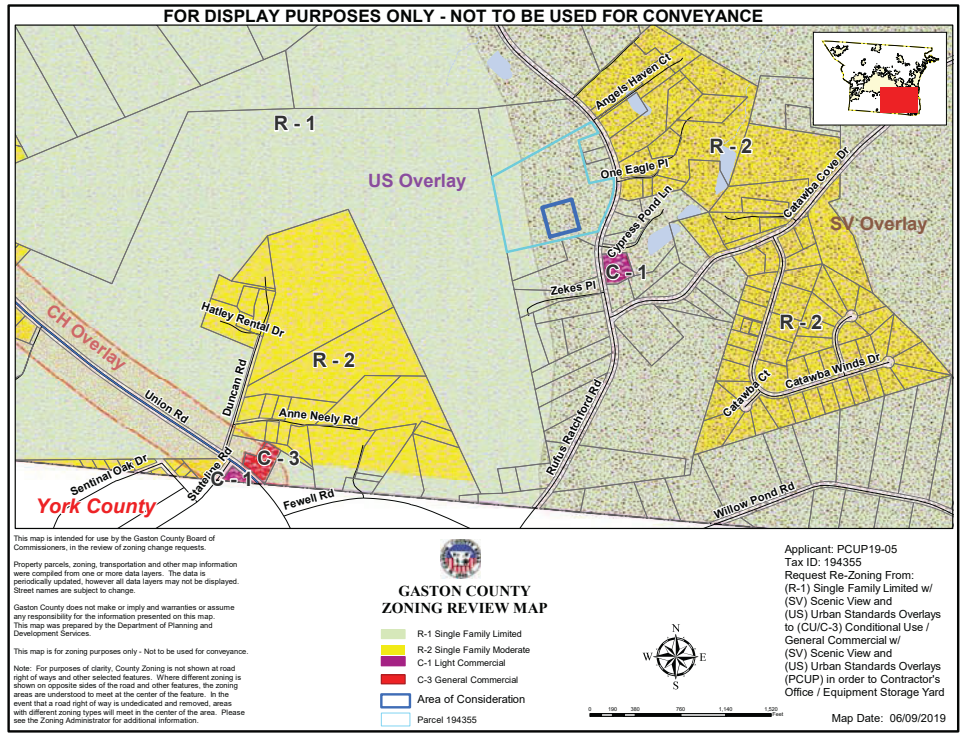 FOR DISPLAY PURPOSES ONLY - NOT TO BE USED FOR CONVEYANCE
Angels Haven Ct
R - 1
R - 2
One Eagle Pl
US Overlay
Catawba Cove Dr
Cypress Pond Ln
SV Overlay
C - 1
Zekes Pl
Hatley Rental Dr
CH Overlay
R - 2
R - 2
Duncan Rd
Catawba Winds Dr
Catawba Ct
Union Rd
Anne Neely Rd
Rufus Ratchford Rd
C - 3
Sentinal Oak Dr
Stateline Rd
C - 1
York County
Fewell Rd
Willow Pond Rd
This map is intended for use by the Gaston County Board of
Commissioners, in the review of zoning change requests.
Property parcels, zoning, transportation and other map information
were compiled from one or more data layers. The data is
periodically updated, however all data layers may not be displayed.
Street names are subject to change.
Gaston County does not make or imply and warranties or assume
any responsibility for the information presented on this map.
This map was prepared by the Department of Planning and
Development Services.
This map is for zoning purposes only - Not to be used for conveyance.
Note: For purposes of clarity, County Zoning is not shown at road
right of ways and other selected features. Where different zoning is
shown on opposite sides of the road and other features, the zoning
areas are understood to meet at the center of the feature. In the
event that a road right of way is undedicated and removed, areas
with different zoning types will meet in the center of the area. Please
see the Zoning Administrator for additional information.
GASTON COUNTY
ZONING REVIEW MAP
R-1 Single Family Limited
R-2 Single Family Moderate
C-1 Light Commercial
C-3 General Commercial
Area of Consideration
Parcel 194355
N
W
E
S
0 190 380 760 1,140 1,520
Feet
Applicant: PCUP19-05
Tax ID: 194355
Request Re-Zoning From:
(R-1) Single Family Limited w/
(SV) Scenic View and
(US) Urban Standards Overlays
to (CU/C-3) Conditional Use /
General Commercial w/
(SV) Scenic View and
(US) Urban Standards Overlays
(PCUP) in order to Contractor's
Office / Equipment Storage Yard
Map Date: 06/09/2019